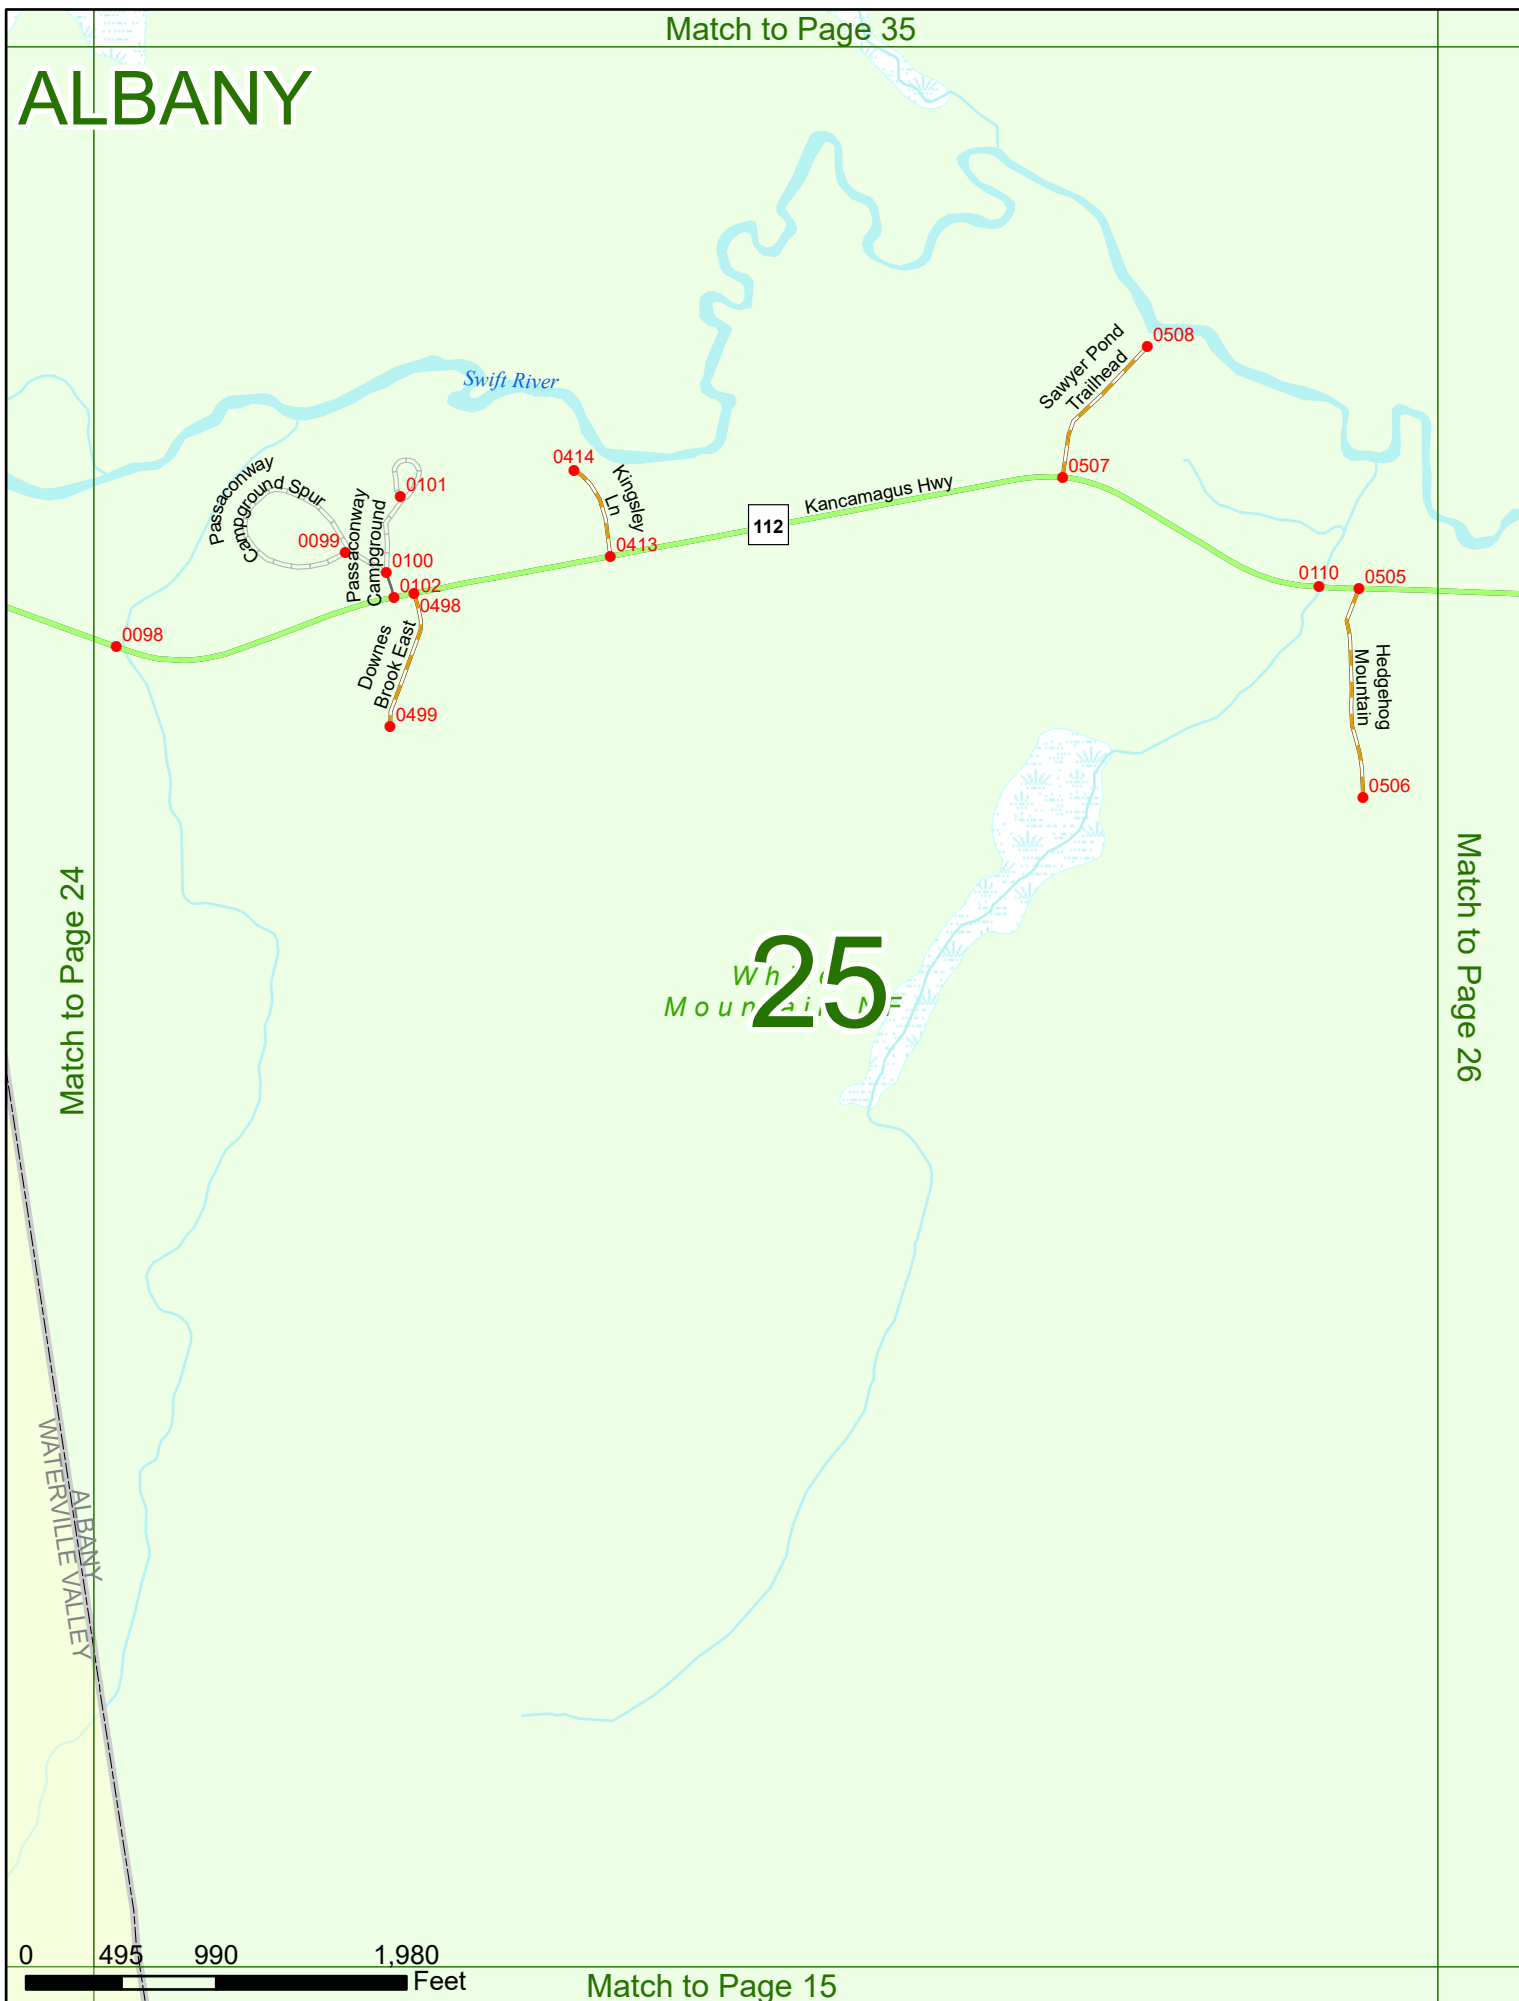 Match to Page 35
ALBANY
0508
Sawyer Pond
Trailhead
Swift River
0414
Kingsley
Ln
0507
Passaconway
Campground Spur
0101
Passaconway
Campground
Kancamagus Hwy
112
0099
0413
0100
0102
0110
0505
0498
0098
Downes
Brook East
Hedgehog
Mountain
0499
0506
Match to Page 24
Match to Page 26
25
White
Mountain NF
ALBANY
WATERVILLE VALLEY
0 495 990 1,980
Feet
Match to Page 15